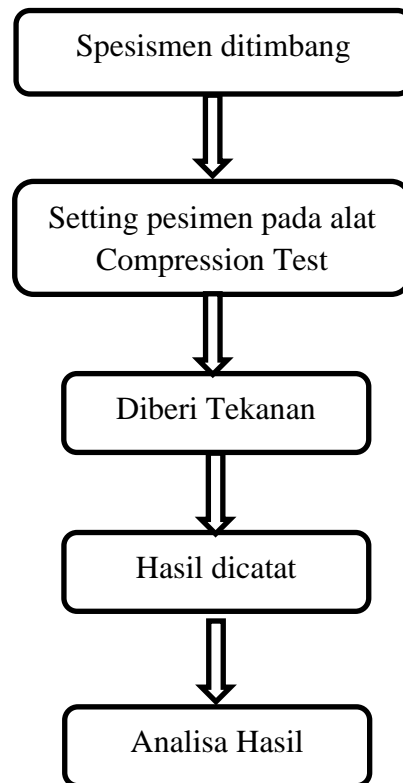 Spesismen ditimbang
Setting pesimen pada alat
Compression Test
Diberi Tekanan
Hasil dicatat
Analisa Hasil